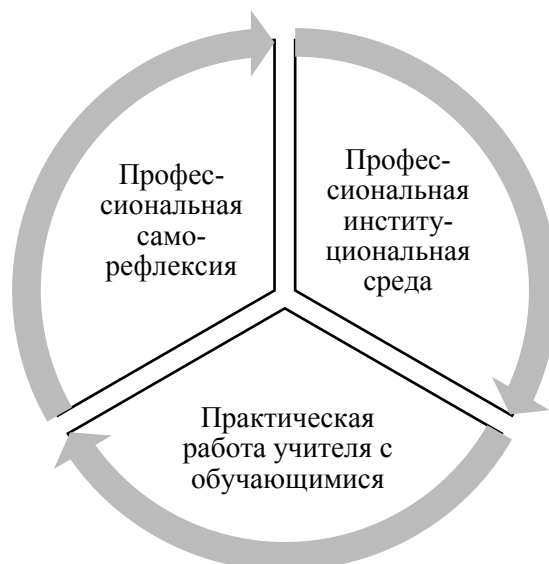 Профес-
сиональная
само-
рефлексия
Профес-
сиональная
институ-
циональная
среда
Практическая
работа учителя с
обучающимися